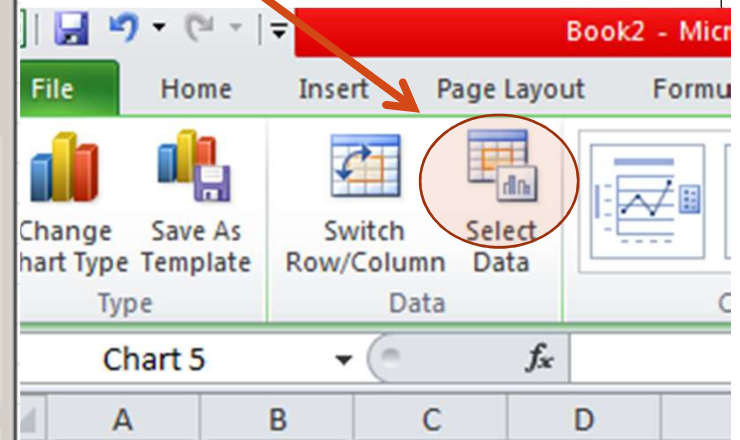 Book2 - Micr
File Home Insert Page Layout Formu
Change Save As Switch Select
hart Type Template Row/Column Data
Type Data
Chart 5 fx
A B C D